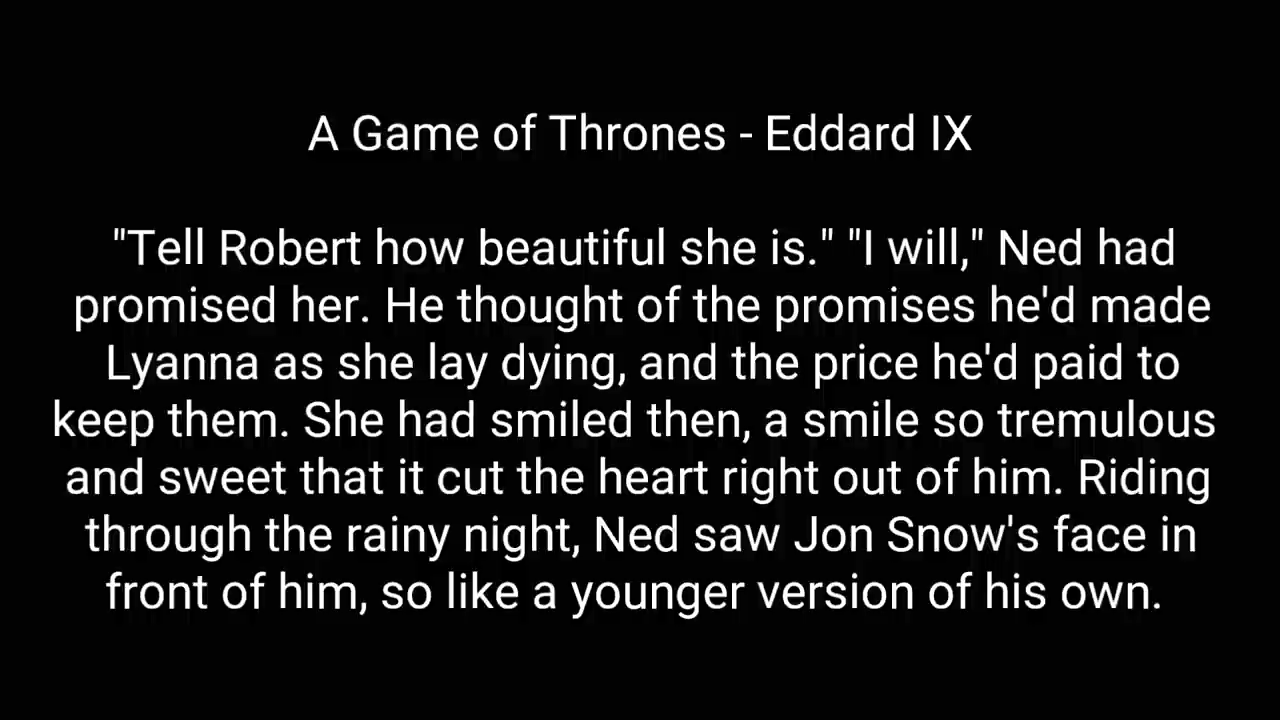 A Game of Thrones - Eddard IX
"Tell Robert how beautiful she is." "I will," Ned had
promised her. He thought of the promises he'd made
Lyanna as she lay dying, and the price he'd paid to
keep them. She had smiled then, a smile so tremulous
and sweet that it cut the heart right out of him. Riding
through the rainy night, Ned saw Jon Snow's face in
front of him, so like a younger version of his own.